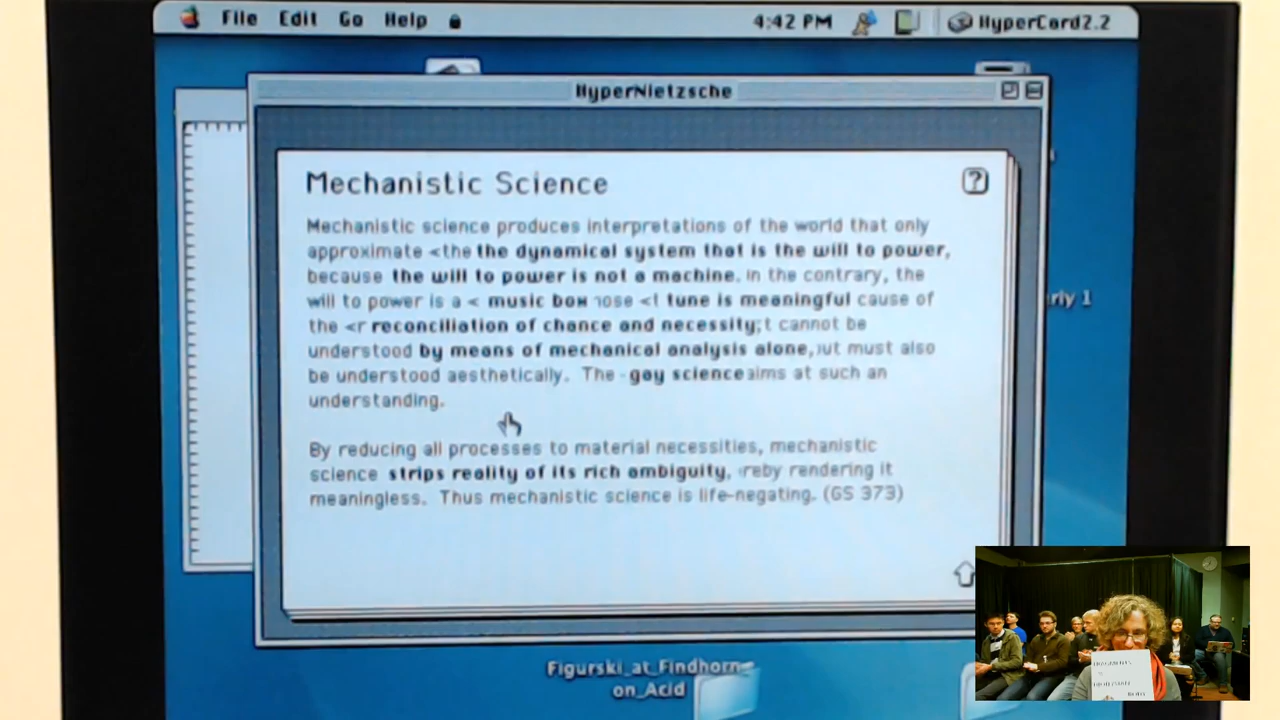 File Edit Go Help 4:42 PM HyperCard2.2
HyperNietzsche
Mechanistic Science ?
Mechanistic science produces interpretations of the world that only
approximate <the the dynamical system that is the will to power,
because the will to power is not a machine. In the contrary, the
will to power is a < music box ose <t tune is meaningful cause of
the <r reconciliation of chance and necessity; t cannot be
understood by means of mechanical analysis alone, ut must also
be understood aesthetically. The gay science aims at such an
understanding.
By reducing all processes to material necessities, mechanistic
science strips reality of its rich ambiguity, reby rendering it
meaningless. Thus mechanistic science is life-negating. (GS 373)
rly 1
Figurski_at_Findhorn
on_Acid